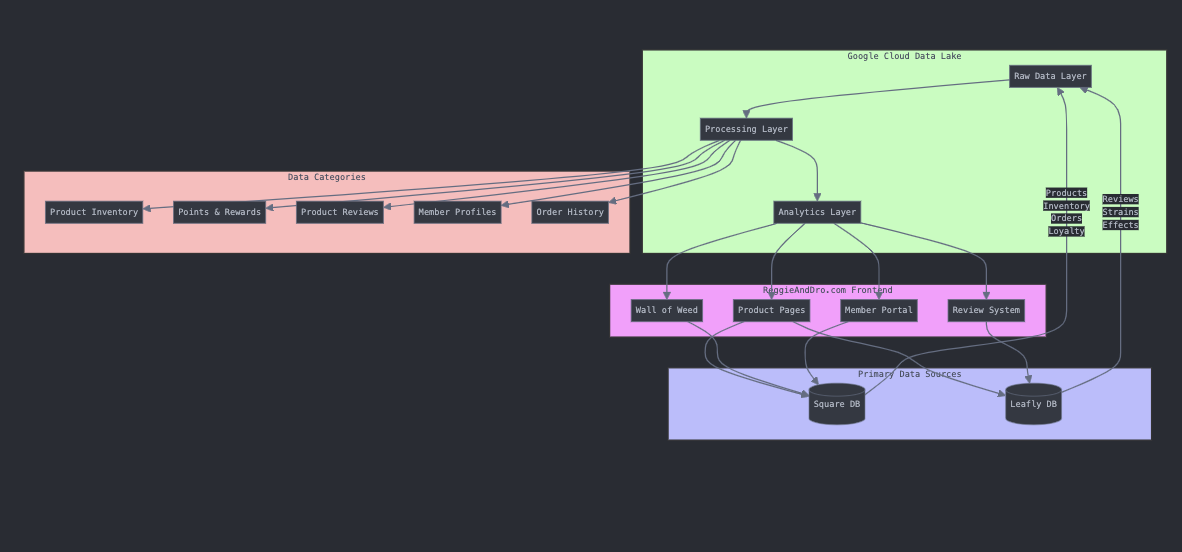 Google Cloud Data Lake
Raw Data Layer
Processing Layer
Data Categories
Product Inventory
Points & Rewards
Product Reviews
Member Profiles
Order History
Analytics Layer
Products
Inventory
Orders
Loyalty
Reviews
Strains
Effects
ReggieAndDro.com Frontend
Wall of Weed
Product Pages
Member Portal
Review System
Primary Data Sources
Square DB
Leafly DB